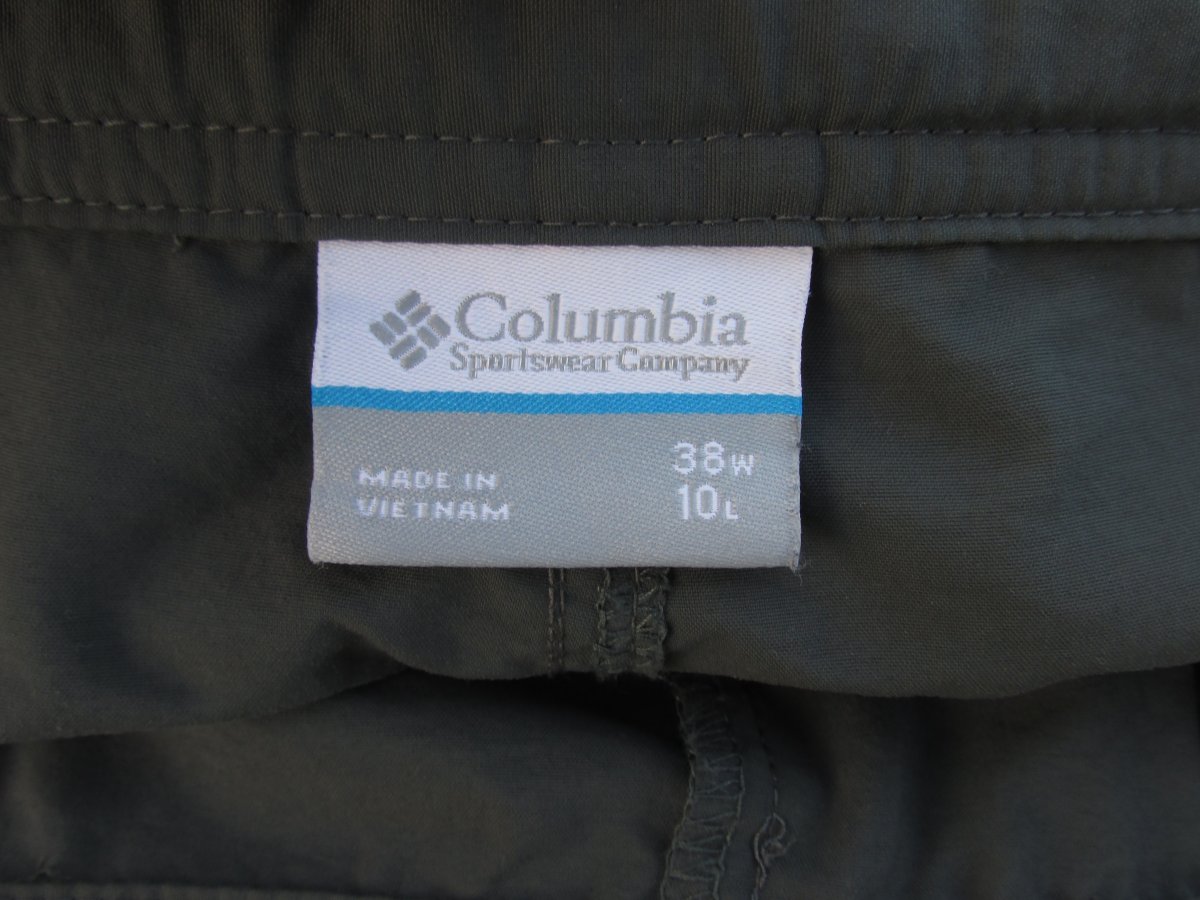 Columbia
Sportswear Company
MADE IN
VIETNAM
38W
10L